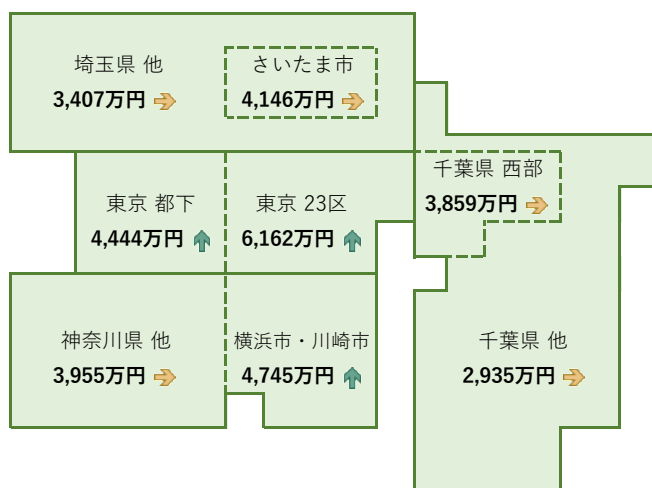 埼玉県 他
3,407万円
さいたま市
4,146万円
千葉県 西部
3,859万円
東京 都下
4,444万円
東京 23区
6,162万円
神奈川県 他
3,955万円
横浜市・川崎市
4,745万円
千葉県 他
2,935万円